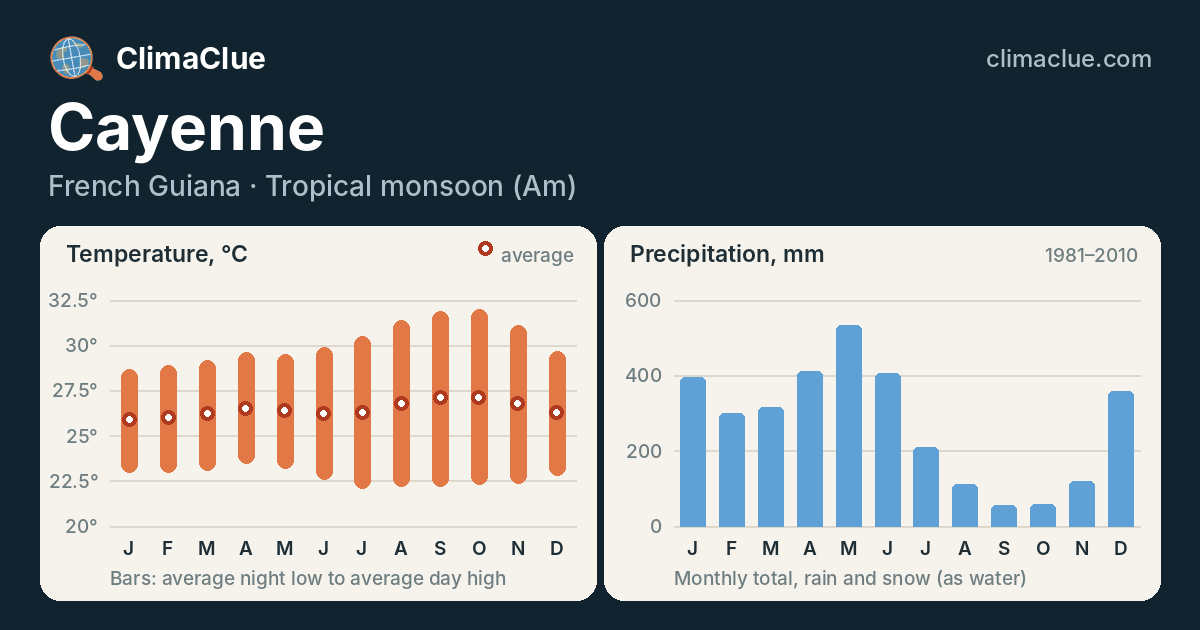 ClimaClue
climaclue.com
Cayenne
French Guiana · Tropical monsoon (Am)
Temperature, °C
average
32.5°
30°
27.5°
25°
22.5°
20°
J F M A M J J A S O N D
Bars: average night low to average day high
Precipitation, mm
1981–2010
600
400
200
0
J F M A M J J A S O N D
Monthly total, rain and snow (as water)